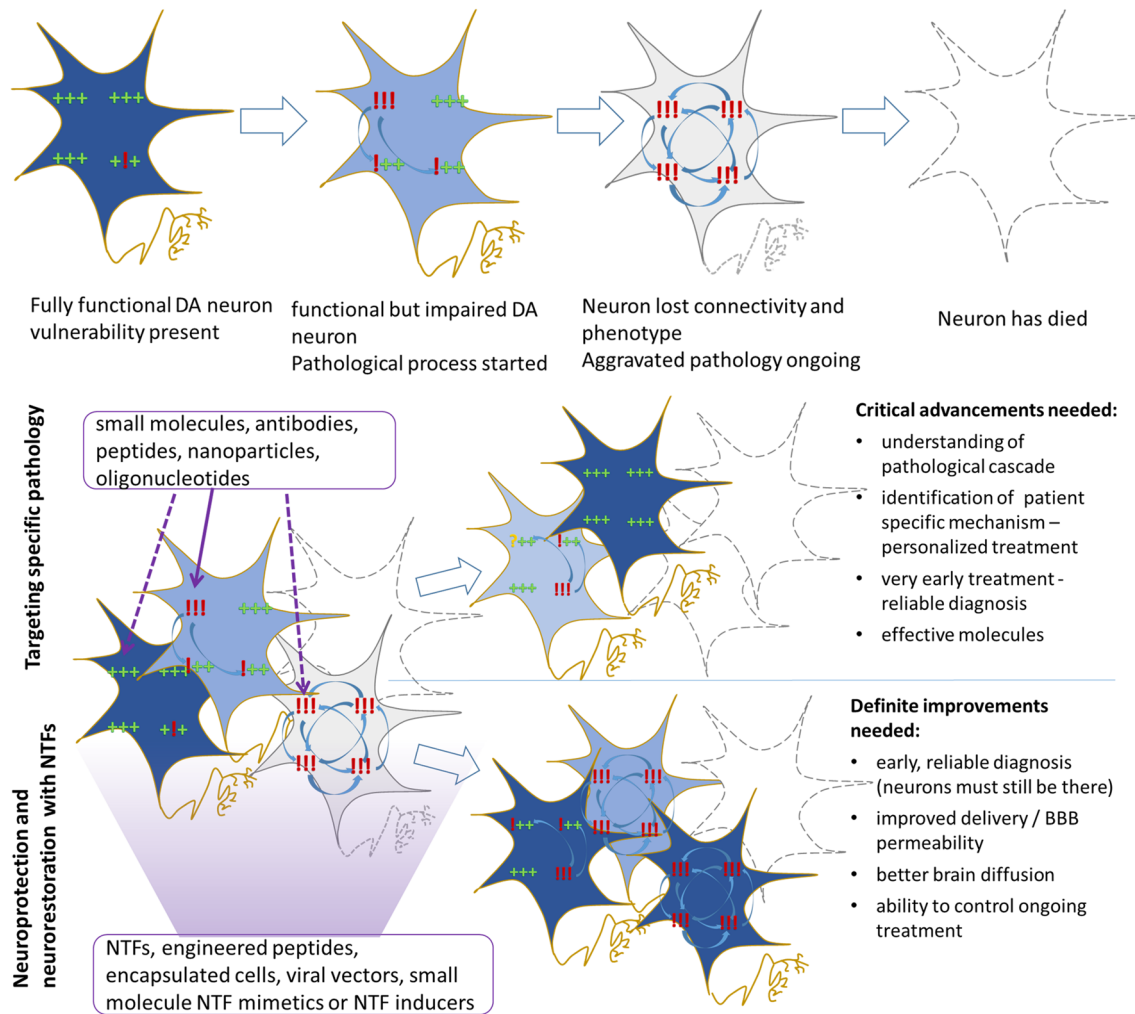 +++ +++
+++ +!+
!!! +++
!++ !++
!!! !!!
!!! !!!
Fully functional DA neuron
vulnerability present
functional but impaired DA
neuron
Pathological process started
Neuron lost connectivity and
phenotype
Aggravated pathology ongoing
Neuron has died
Targeting specific pathology
small molecules, antibodies,
peptides, nanoparticles,
oligonucleotides
!!! +++
!++ !++
+++ +++
+++ +!+
!!! !!!
!!! !!!
+++ +++
+++ +++
?++ !++
+++ !!!
Critical advancements needed:
• understanding of
pathological cascade
• identification of patient
specific mechanism –
personalized treatment
• very early treatment -
reliable diagnosis
• effective molecules
Neuroprotection and
neurorestoration with NTFs
NTFs, engineered peptides,
encapsulated cells, viral vectors, small
molecule NTF mimetics or NTF inducers
!!! !!!
!!! !!!
!++ !++
+++ !!!
!!! !!!
!!! !!!
Definite improvements
needed:
• early, reliable diagnosis
(neurons must still be there)
• improved delivery / BBB
permeability
• better brain diffusion
• ability to control ongoing
treatment